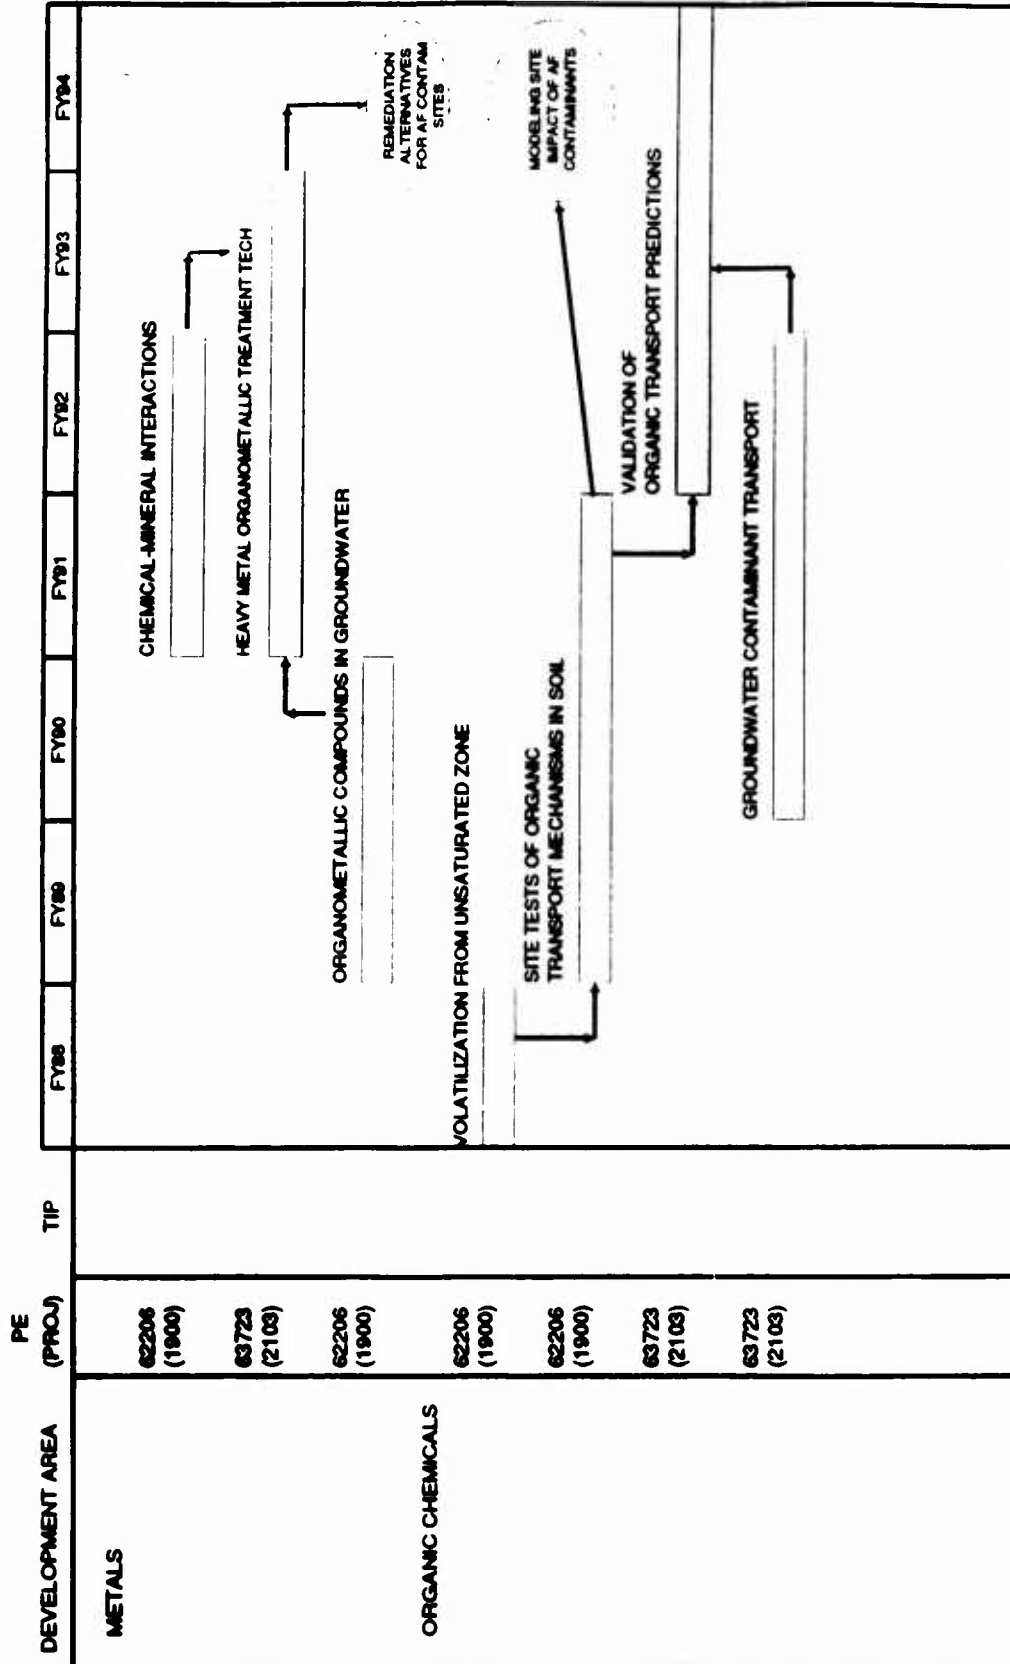 PE
DEVELOPMENT AREA (PROJ) TIP FY88 FY89 FY90 FY91 FY92 FY93 FY94
METALS
62206
(1900)
CHEMICAL-MINERAL INTERACTIONS
63723
(2103)
HEAVY METAL ORGANOMETALLIC TREATMENT TECH
62206
(1900)
ORGANOMETALLIC COMPOUNDS IN GROUNDWATER
REMEDIATION
ALTERNATIVES
FOR AF CONTAM
SITES
ORGANIC CHEMICALS
62206
(1900)
VOLATILIZATION FROM UNSATURATED ZONE
62206
(1900)
SITE TESTS OF ORGANIC
TRANSPORT MECHANISMS IN SOIL
MODELING SITE
IMPACT OF AF
CONTAMINANTS
63723
(2103)
VALIDATION OF
ORGANIC TRANSPORT PREDICTIONS
63723
(2103)
GROUNDWATER CONTAMINANT TRANSPORT